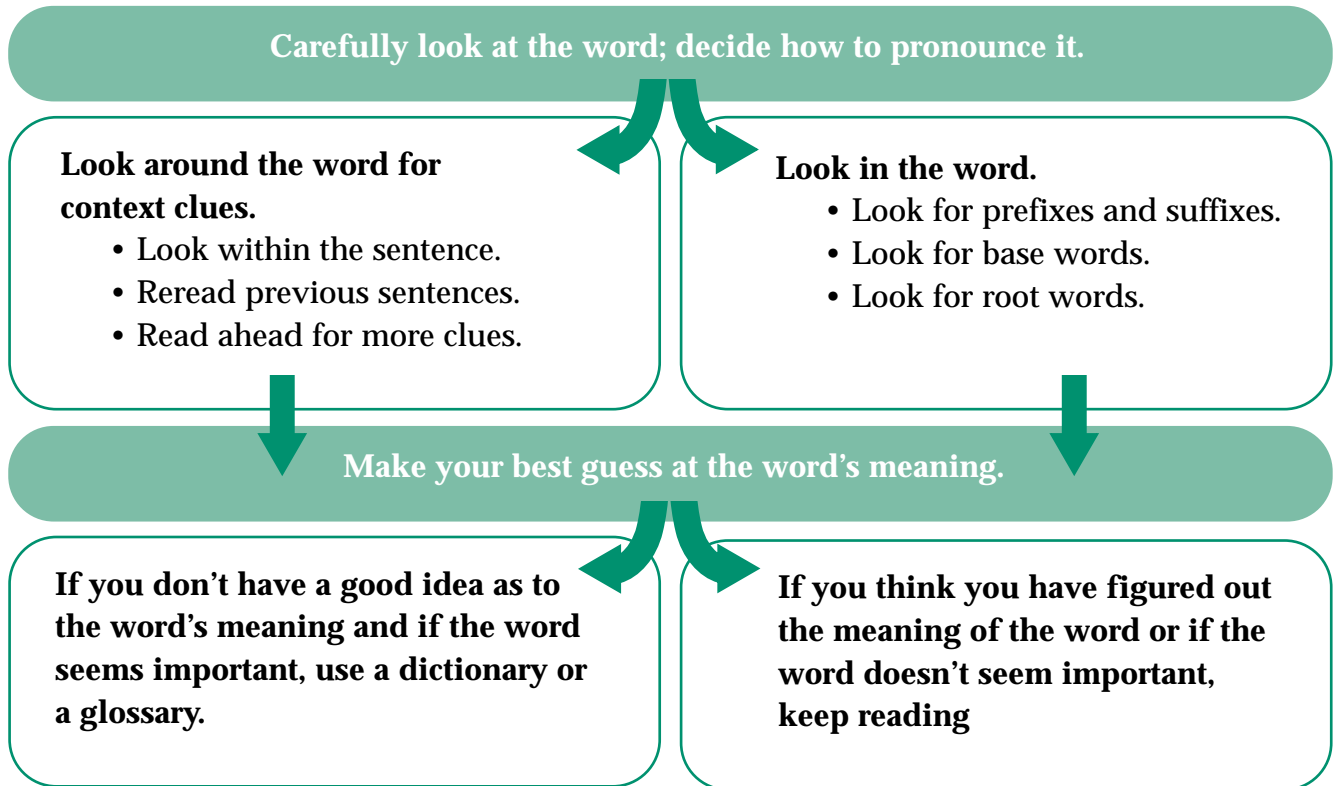 Carefully look at the word; decide how to pronounce it.
Look around the word for
context clues.
• Look within the sentence.
• Reread previous sentences.
• Read ahead for more clues.
Look in the word.
• Look for prefixes and suffixes.
• Look for base words.
• Look for root words.
Make your best guess at the word’s meaning.
If you don’t have a good idea as to
the word’s meaning and if the word
seems important, use a dictionary or
a glossary.
If you think you have figured out
the meaning of the word or if the
word doesn't seem important,
keep reading